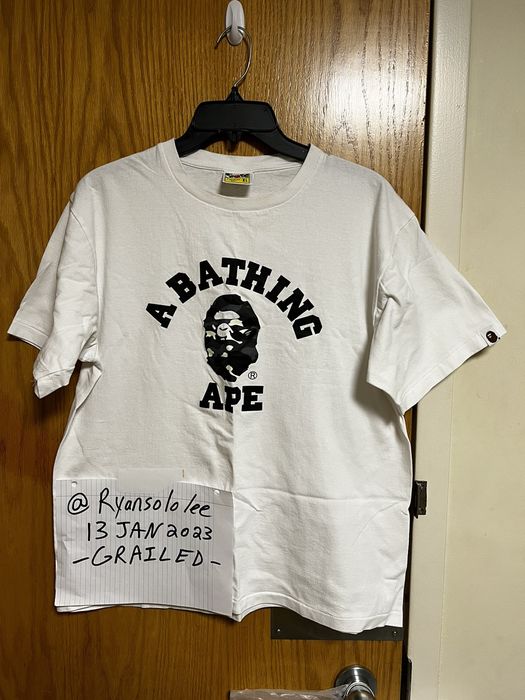 A BATHING
®
APE
@ Ryansololee
13 JAN 2023
-GRAILED-